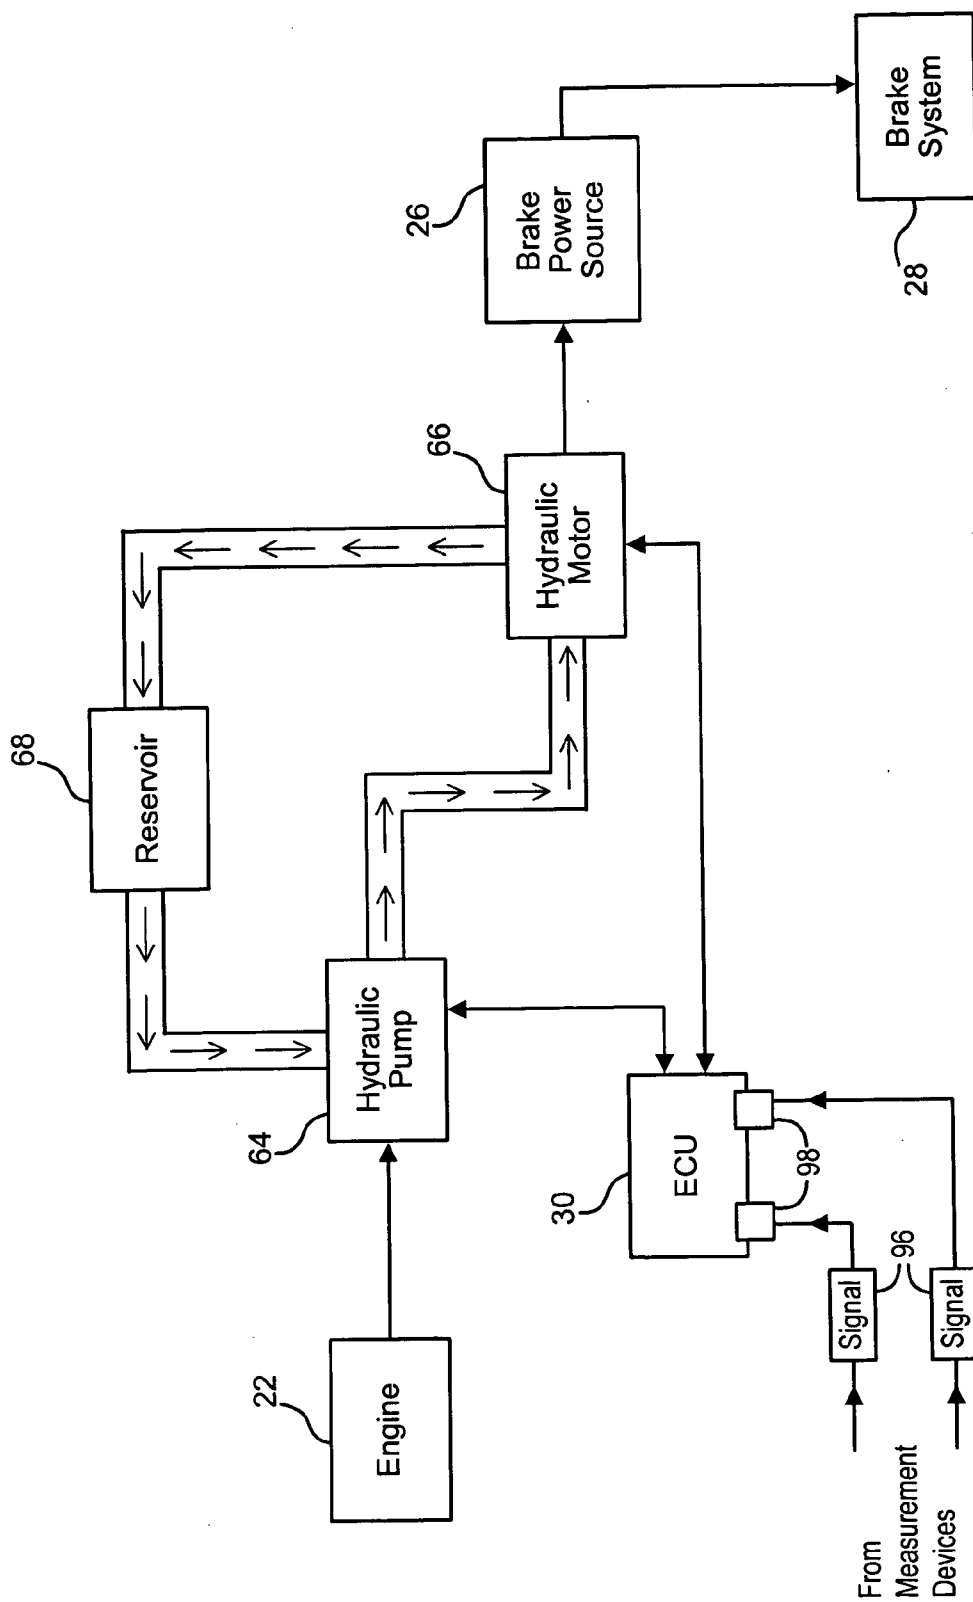 68
Reservoir
22
Engine
64
Hydraulic
Pump
66
Hydraulic
Motor
26
Brake
Power
Source
30
ECU
98
28
Brake
System
From
Measurement
Devices
Signal
Signal
96